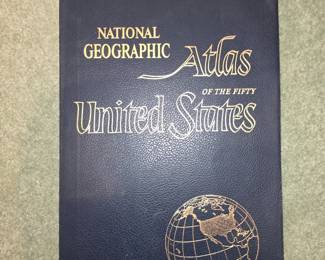 NATIONAL
GEOGRAPHIC
Atlas
OF THE FIFTY
United States